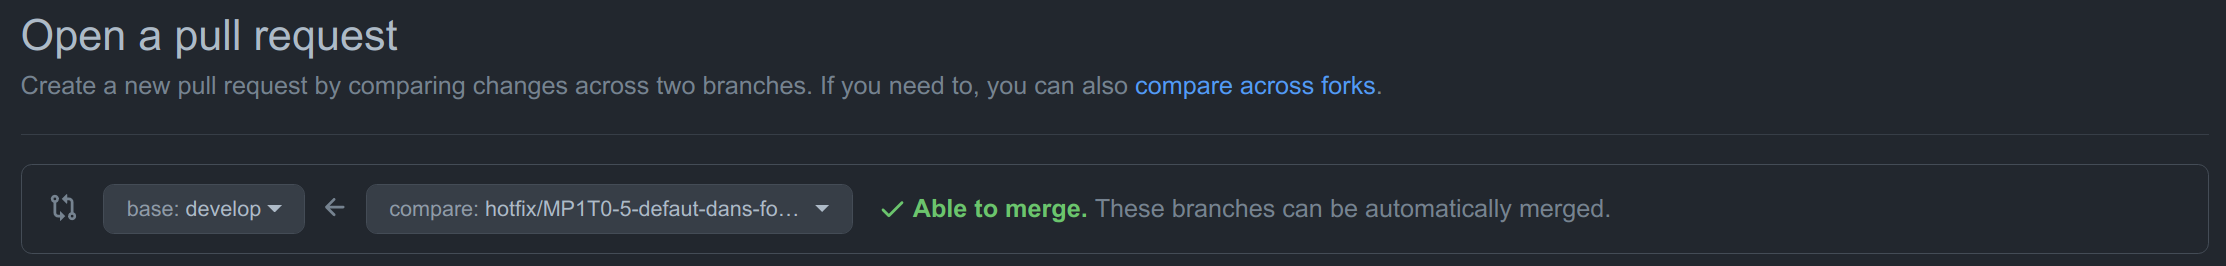 Open a pull request
Create a new pull request by comparing changes across two branches. If you need to, you can also compare across forks.
base: develop
compare: hotfix/MP1T0-5-defaut-dans-fo…
Able to merge. These branches can be automatically merged.